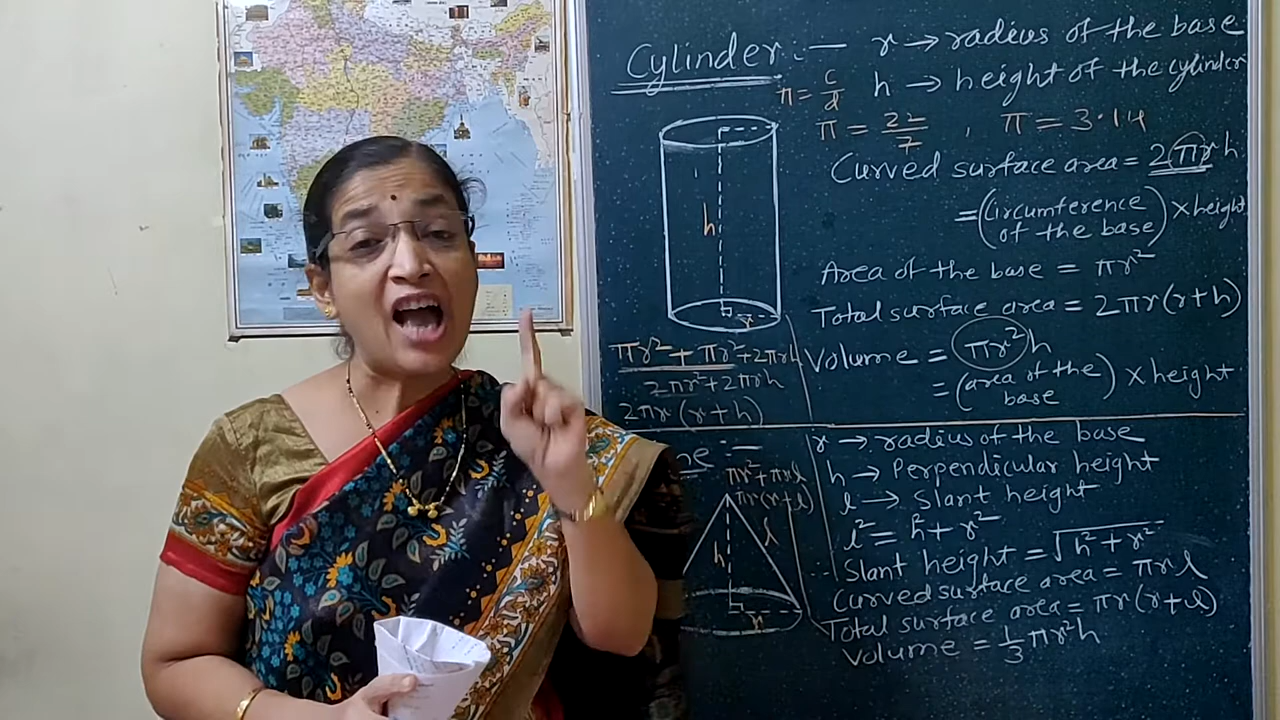 Cylinder :— r → radius of the base
π = c/d h → height of the cylinder
π = 22/7 , π = 3.14
Curved surface area = 2πrh
= (circumference of the base) × height
h
Area of the base = πr²
r
Total surface area = 2πr(r+h)
πr² + πr² + 2πrh
Volume = πr²h
2πr² + 2πrh
= (area of the base) × height
2πr (r + h)
ne :—
r → radius of the base
πr² + πrl
h → Perpendicular height
πr(r+l)
l → Slant height
l
l² = h² + r²
h
Slant height = √h² + r²
r
Curved surface area = πrl
Total surface area = πr(r+l)
Volume = 1/3 πr²h